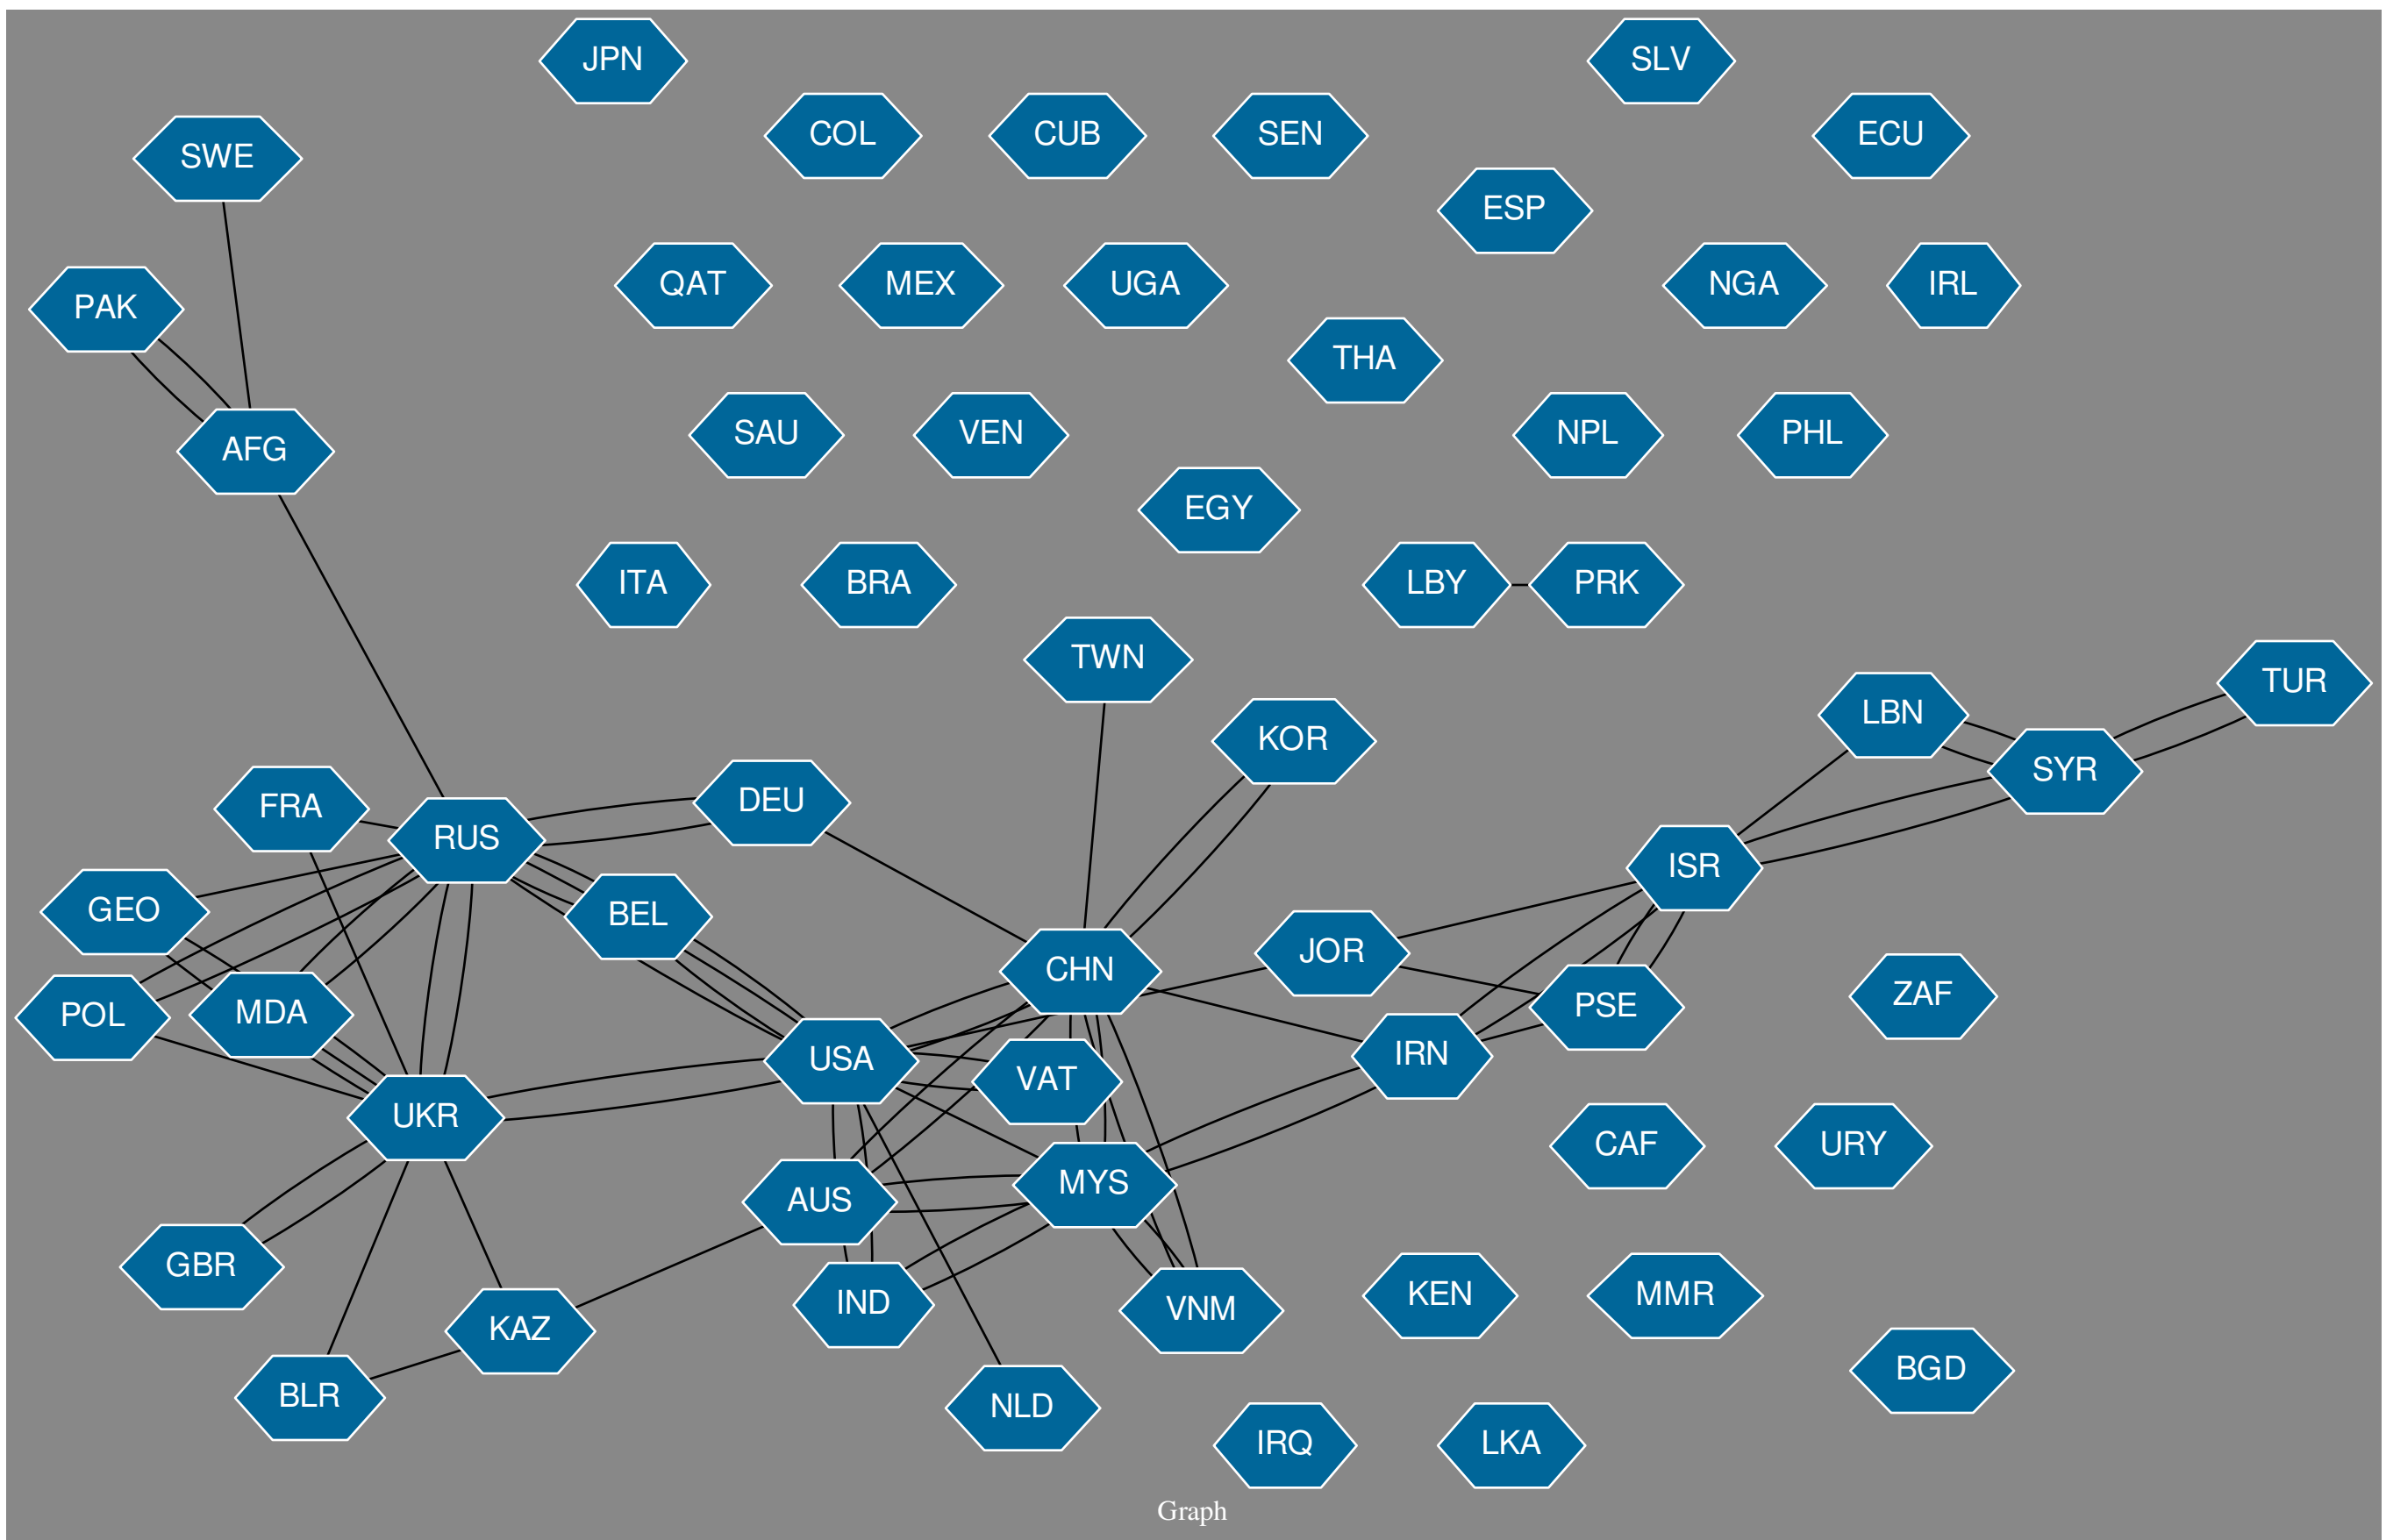 JPN
SLV
COL
CUB
SEN
ECU
SWE
ESP
PAK
QAT
MEX
UGA
NGA
IRL
THA
AFG
SAU
VEN
NPL
PHL
EGY
ITA
BRA
LBY
PRK
TWN
TUR
LBN
KOR
SYR
FRA
DEU
RUS
ISR
GEO
BEL
JOR
CHN
ZAF
POL
MDA
PSE
USA
IRN
VAT
UKR
CAF
URY
MYS
AUS
GBR
KEN
MMR
IND
VNM
KAZ
BGD
BLR
NLD
IRQ
LKA
Graph